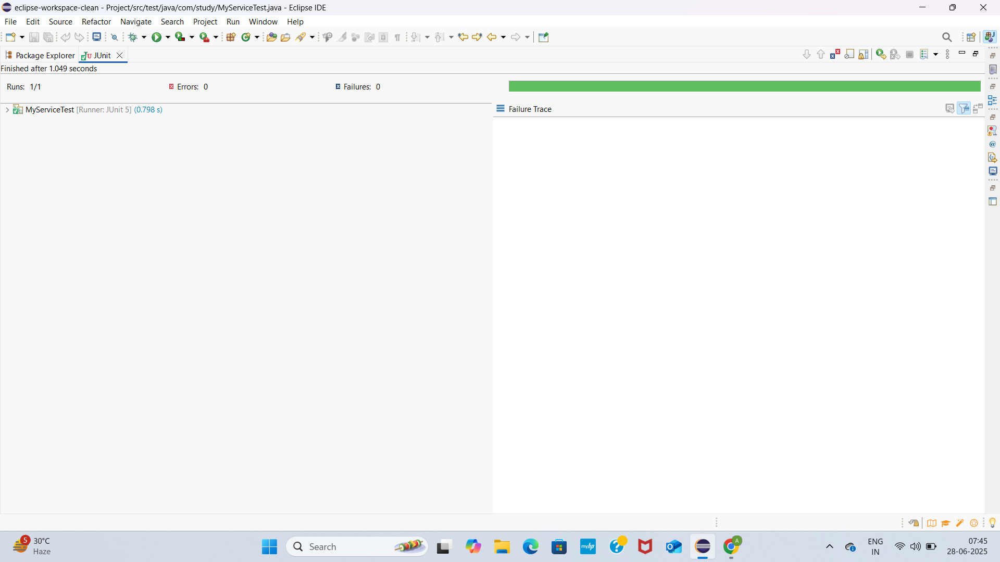 eclipse-workspace-clean - Project/src/test/java/com/study/MyServiceTest.java - Eclipse IDE
File Edit Source Refactor Navigate Search Project Run Window Help
Package Explorer JUnit
Finished after 1.049 seconds
Runs: 1/1 Errors: 0 Failures: 0
MyServiceTest [Runner: JUnit 5] (0.798 s)
Failure Trace
5
30°C
Haze
Search
myhp
A
ENG
IN
07:45
28-06-2025